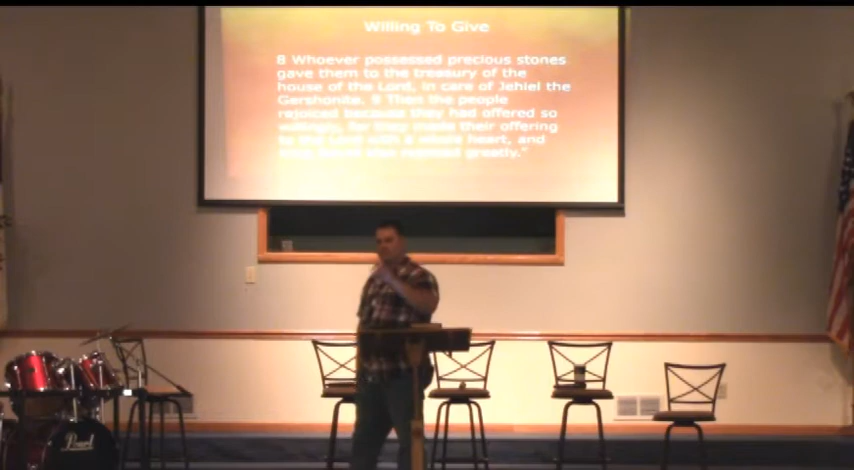 Willing To Give
8 Whoever possessed precious stones
gave them to the treasury of the
house of the Lord, in care of Jehiel the
Gershonite. 9 Then the people
rejoiced because they had offered so
willingly, for they made their offering
to the Lord with a whole heart, and
rejoiced greatly."
Pearl